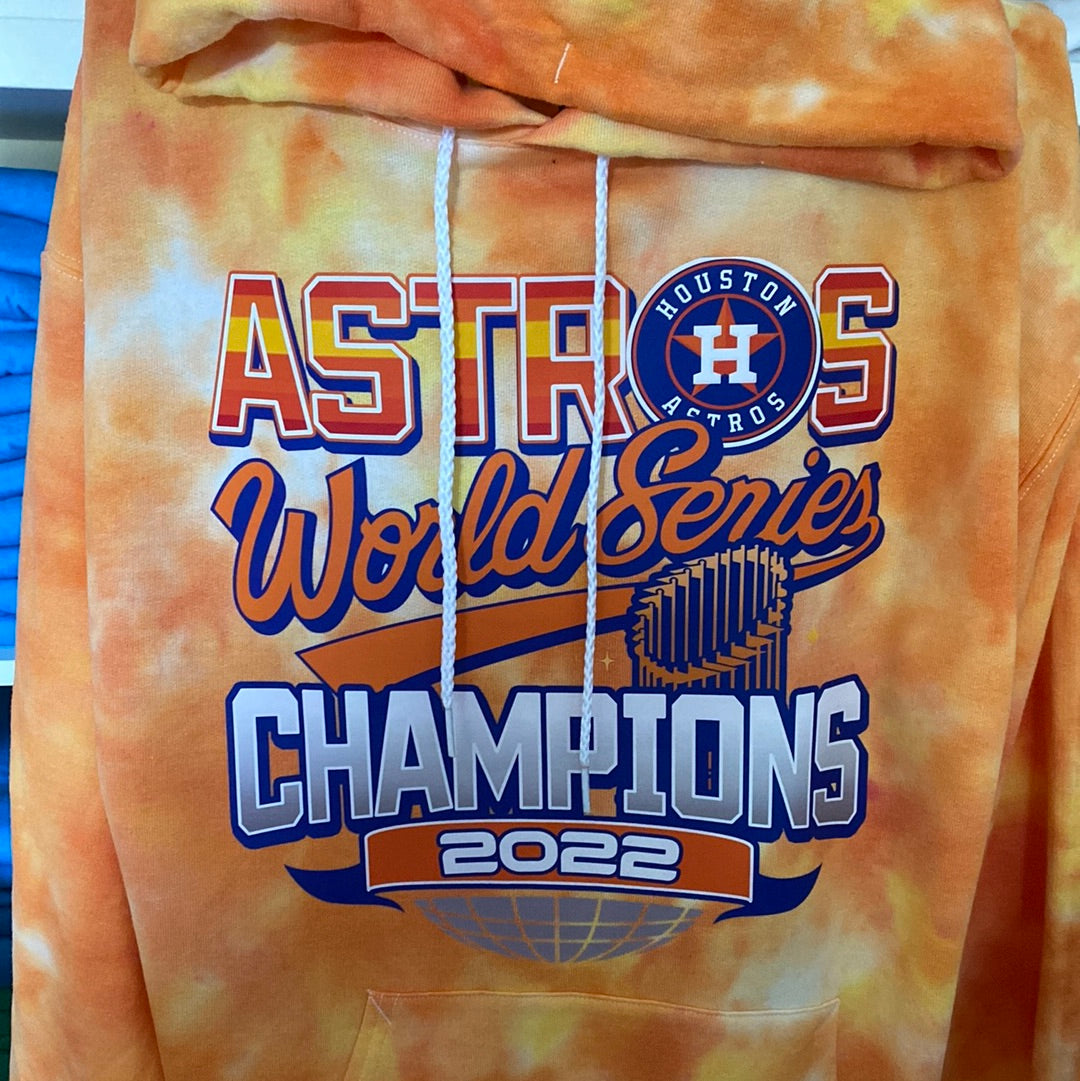 ASTROS
HOUSTON
H
ASTROS
World Series
CHAMPIONS
2022